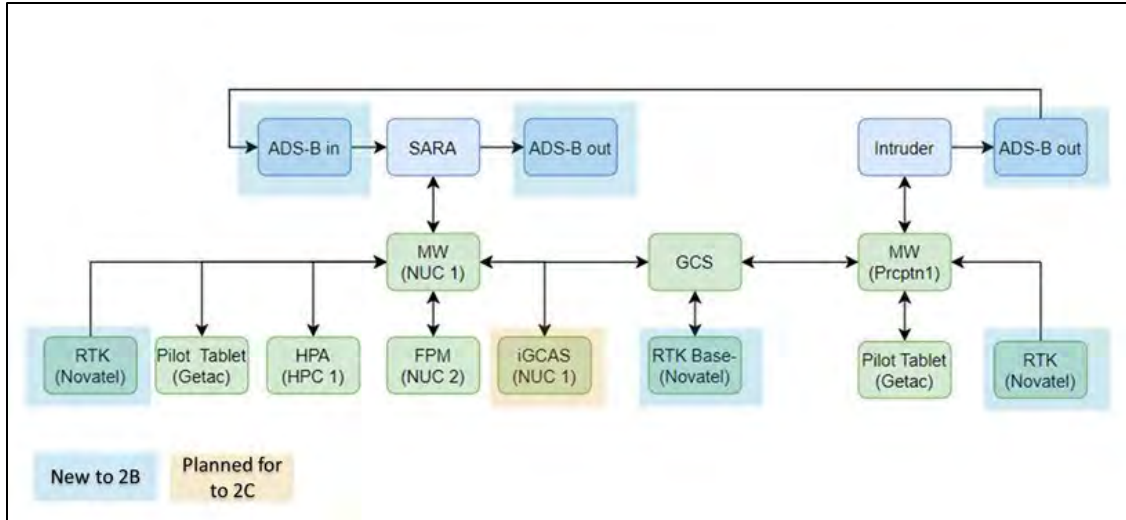 ADS-B in
SARA
ADS-B out
Intruder
ADS-B out
MW
(NUC 1)
GCS
MW
(Prcptn1)
RTK
(Novatel)
Pilot Tablet
(Getac)
HPA
(HPC 1)
FPM
(NUC 2)
iGCAS
(NUC 1)
RTK Base-
(Novatel)
Pilot Tablet
(Getac)
RTK
(Novatel)
New to 2B
Planned for
to 2C